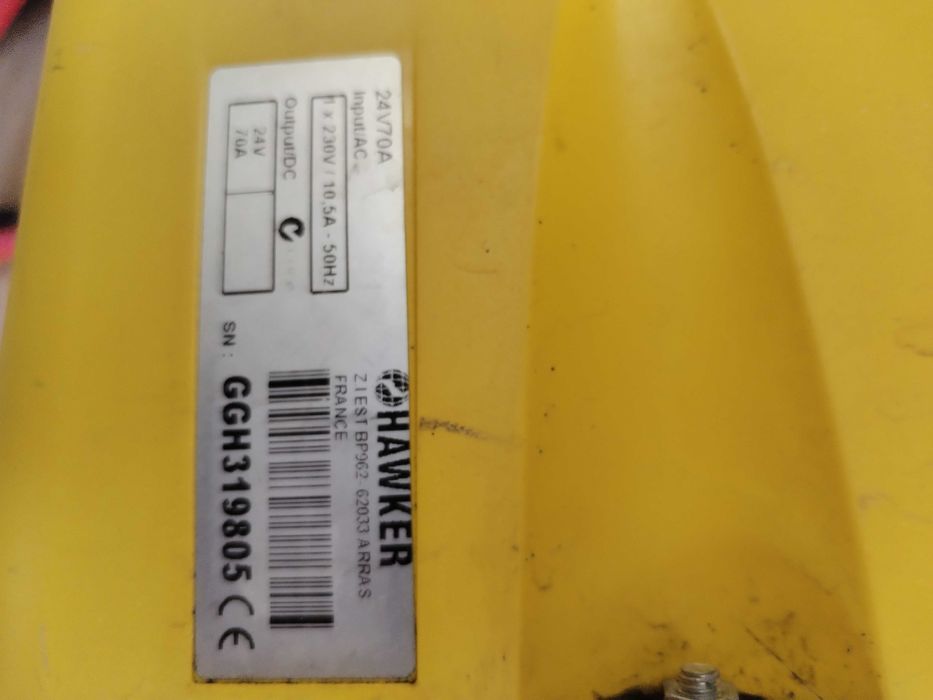 24V70A
Input/AC
1 x 230V / 10,5A - 50Hz
Output/DC
24V
70A
HAWKER
Z I EST BP962 - 62033 ARRAS
FRANCE
SN : GGH319805 CE